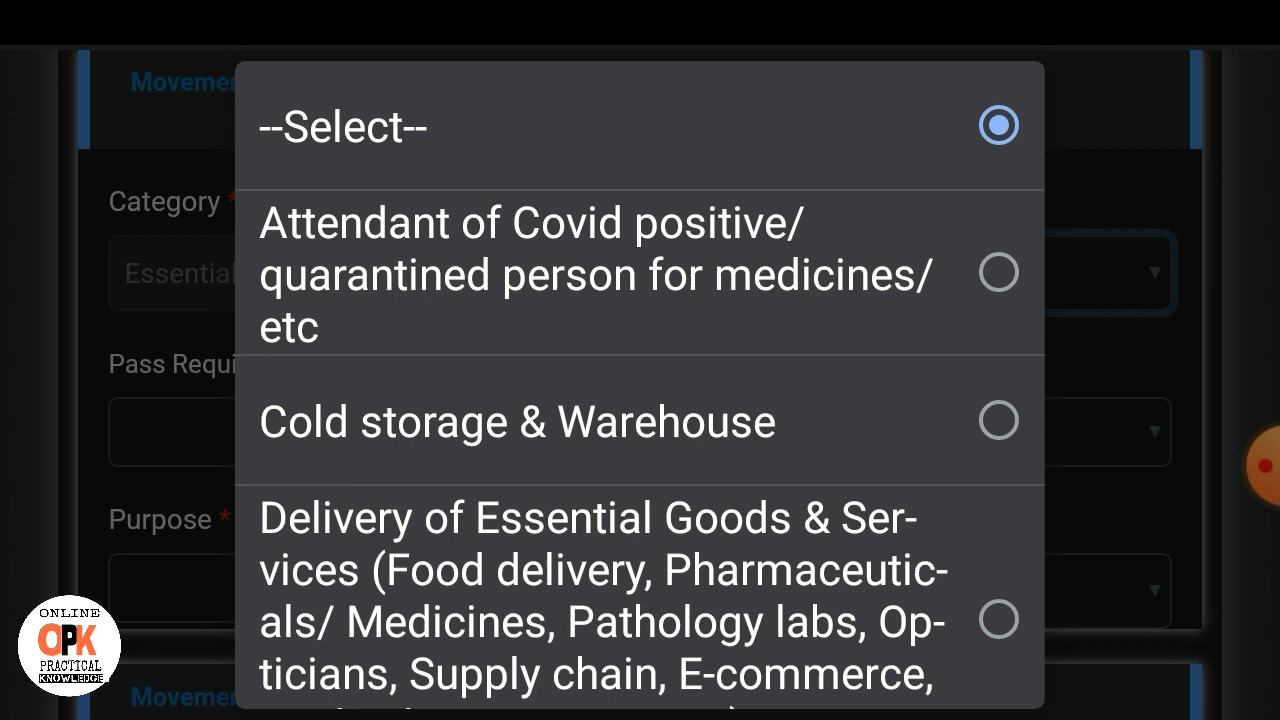 Movemen
--Select--
Category *
Attendant of Covid positive/
quarantined person for medicines/
etc
Essential
Pass Requi
Cold storage & Warehouse
Purpose *
Delivery of Essential Goods & Ser-
vices (Food delivery, Pharmaceutic-
als/ Medicines, Pathology labs, Op-
ticians, Supply chain, E-commerce,
ONLINE
OPK
PRACTICAL
KNOWLEDGE
Movemen